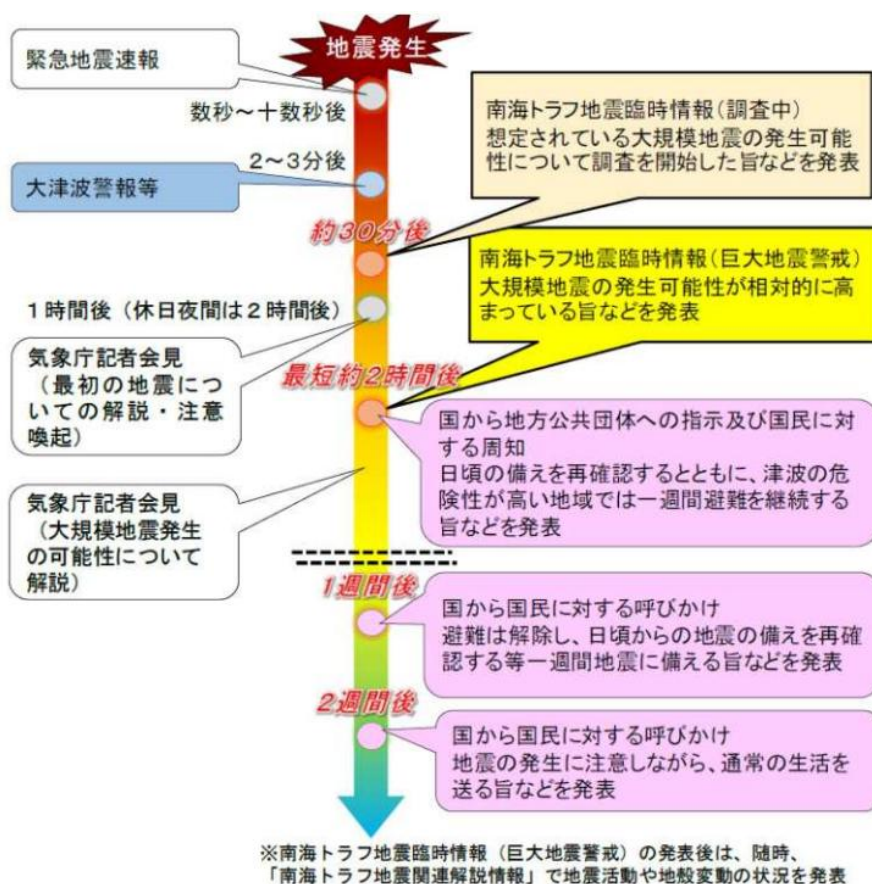 地震発生
緊急地震速報
数秒～十数秒後
南海トラフ地震臨時情報（調査中）
想定されている大規模地震の発生可能
性について調査を開始した旨などを発表
2～3分後
大津波警報等
約30分後
南海トラフ地震臨時情報（巨大地震警戒）
大規模地震の発生可能性が相対的に高
まっている旨などを発表
1時間後（休日夜間は2時間後）
気象庁記者会見
（最初の地震につ
いての解説・注意
喚起）
最短約2時間後
国から地方公共団体への指示及び国民に対
する周知
日頃の備えを再確認するとともに、津波の危
険性が高い地域では一週間避難を継続する
旨などを発表
気象庁記者会見
（大規模地震発生
の可能性について
解説）
1週間後
国から国民に対する呼びかけ
避難は解除し、日頃からの地震の備えを再確
認する等一週間地震に備える旨などを発表
2週間後
国から国民に対する呼びかけ
地震の発生に注意しながら、通常の生活を
送る旨などを発表
※南海トラフ地震臨時情報（巨大地震警戒）の発表後は、随時、
「南海トラフ地震関連解説情報」で地震活動や地殻変動の状況を発表